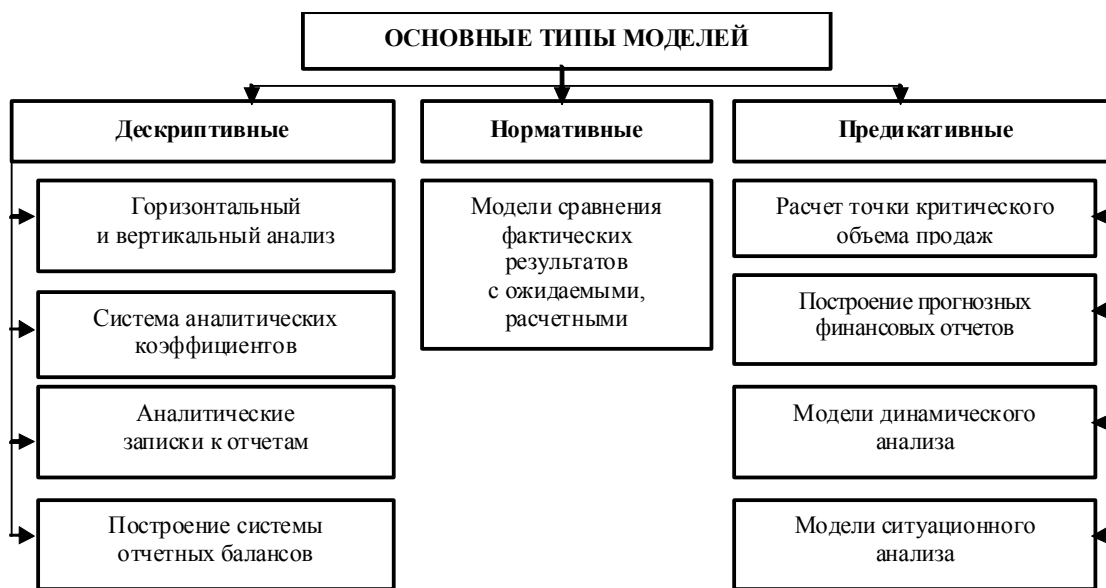 ОСНОВНЫЕ ТИПЫ МОДЕЛЕЙ
Дескриптивные
Горизонтальный
и вертикальный анализ
Система аналитических
коэффициентов
Аналитические
записки к отчетам
Построение системы
отчетных балансов
Нормативные
Модели сравнения
фактических
результатов
с ожидаемыми,
расчетными
Предикативные
Расчет точки критического
объема продаж
Построение прогнозных
финансовых отчетов
Модели динамического
анализа
Модели ситуационного
анализа